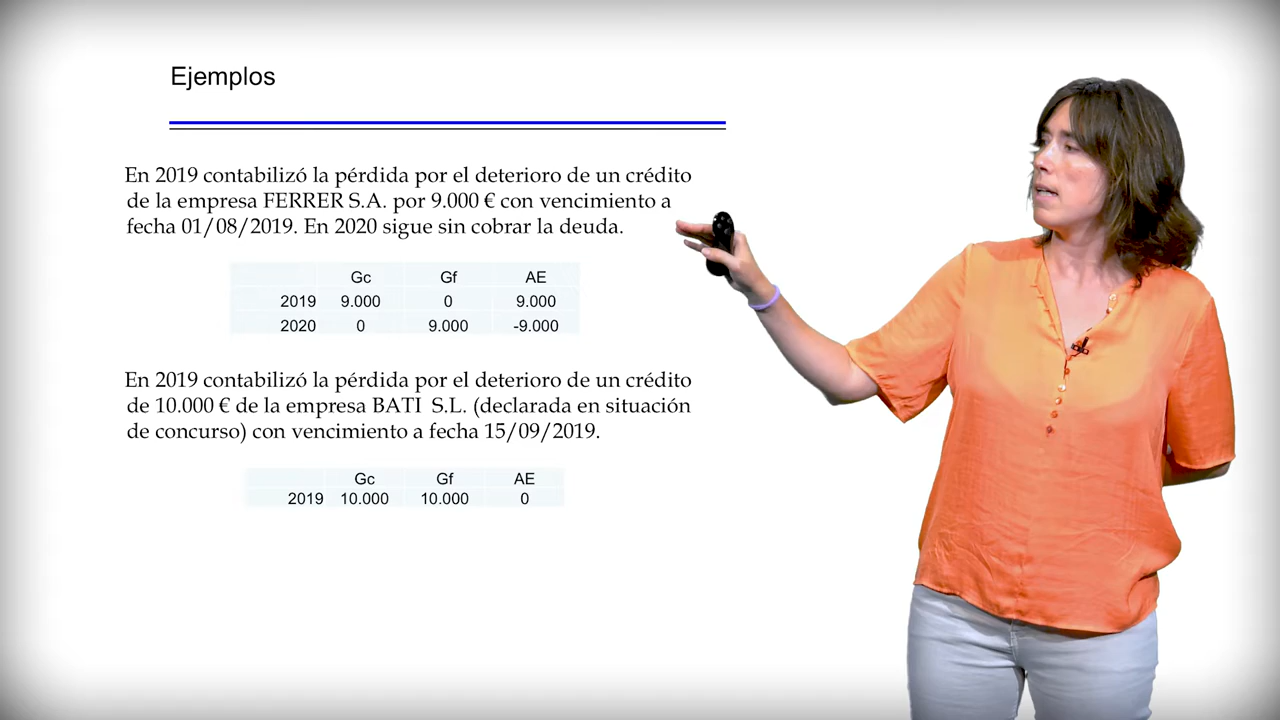 Ejemplos
En 2019 contabilizó la pérdida por el deterioro de un crédito
de la empresa FERRER S.A. por 9.000 € con vencimiento a
fecha 01/08/2019. En 2020 sigue sin cobrar la deuda.
Gc Gf AE
2019 9.000 0 9.000
2020 0 9.000 -9.000
En 2019 contabilizó la pérdida por el deterioro de un crédito
de 10.000 € de la empresa BATI S.L. (declarada en situación
de concurso) con vencimiento a fecha 15/09/2019.
Gc Gf AE
2019 10.000 10.000 0